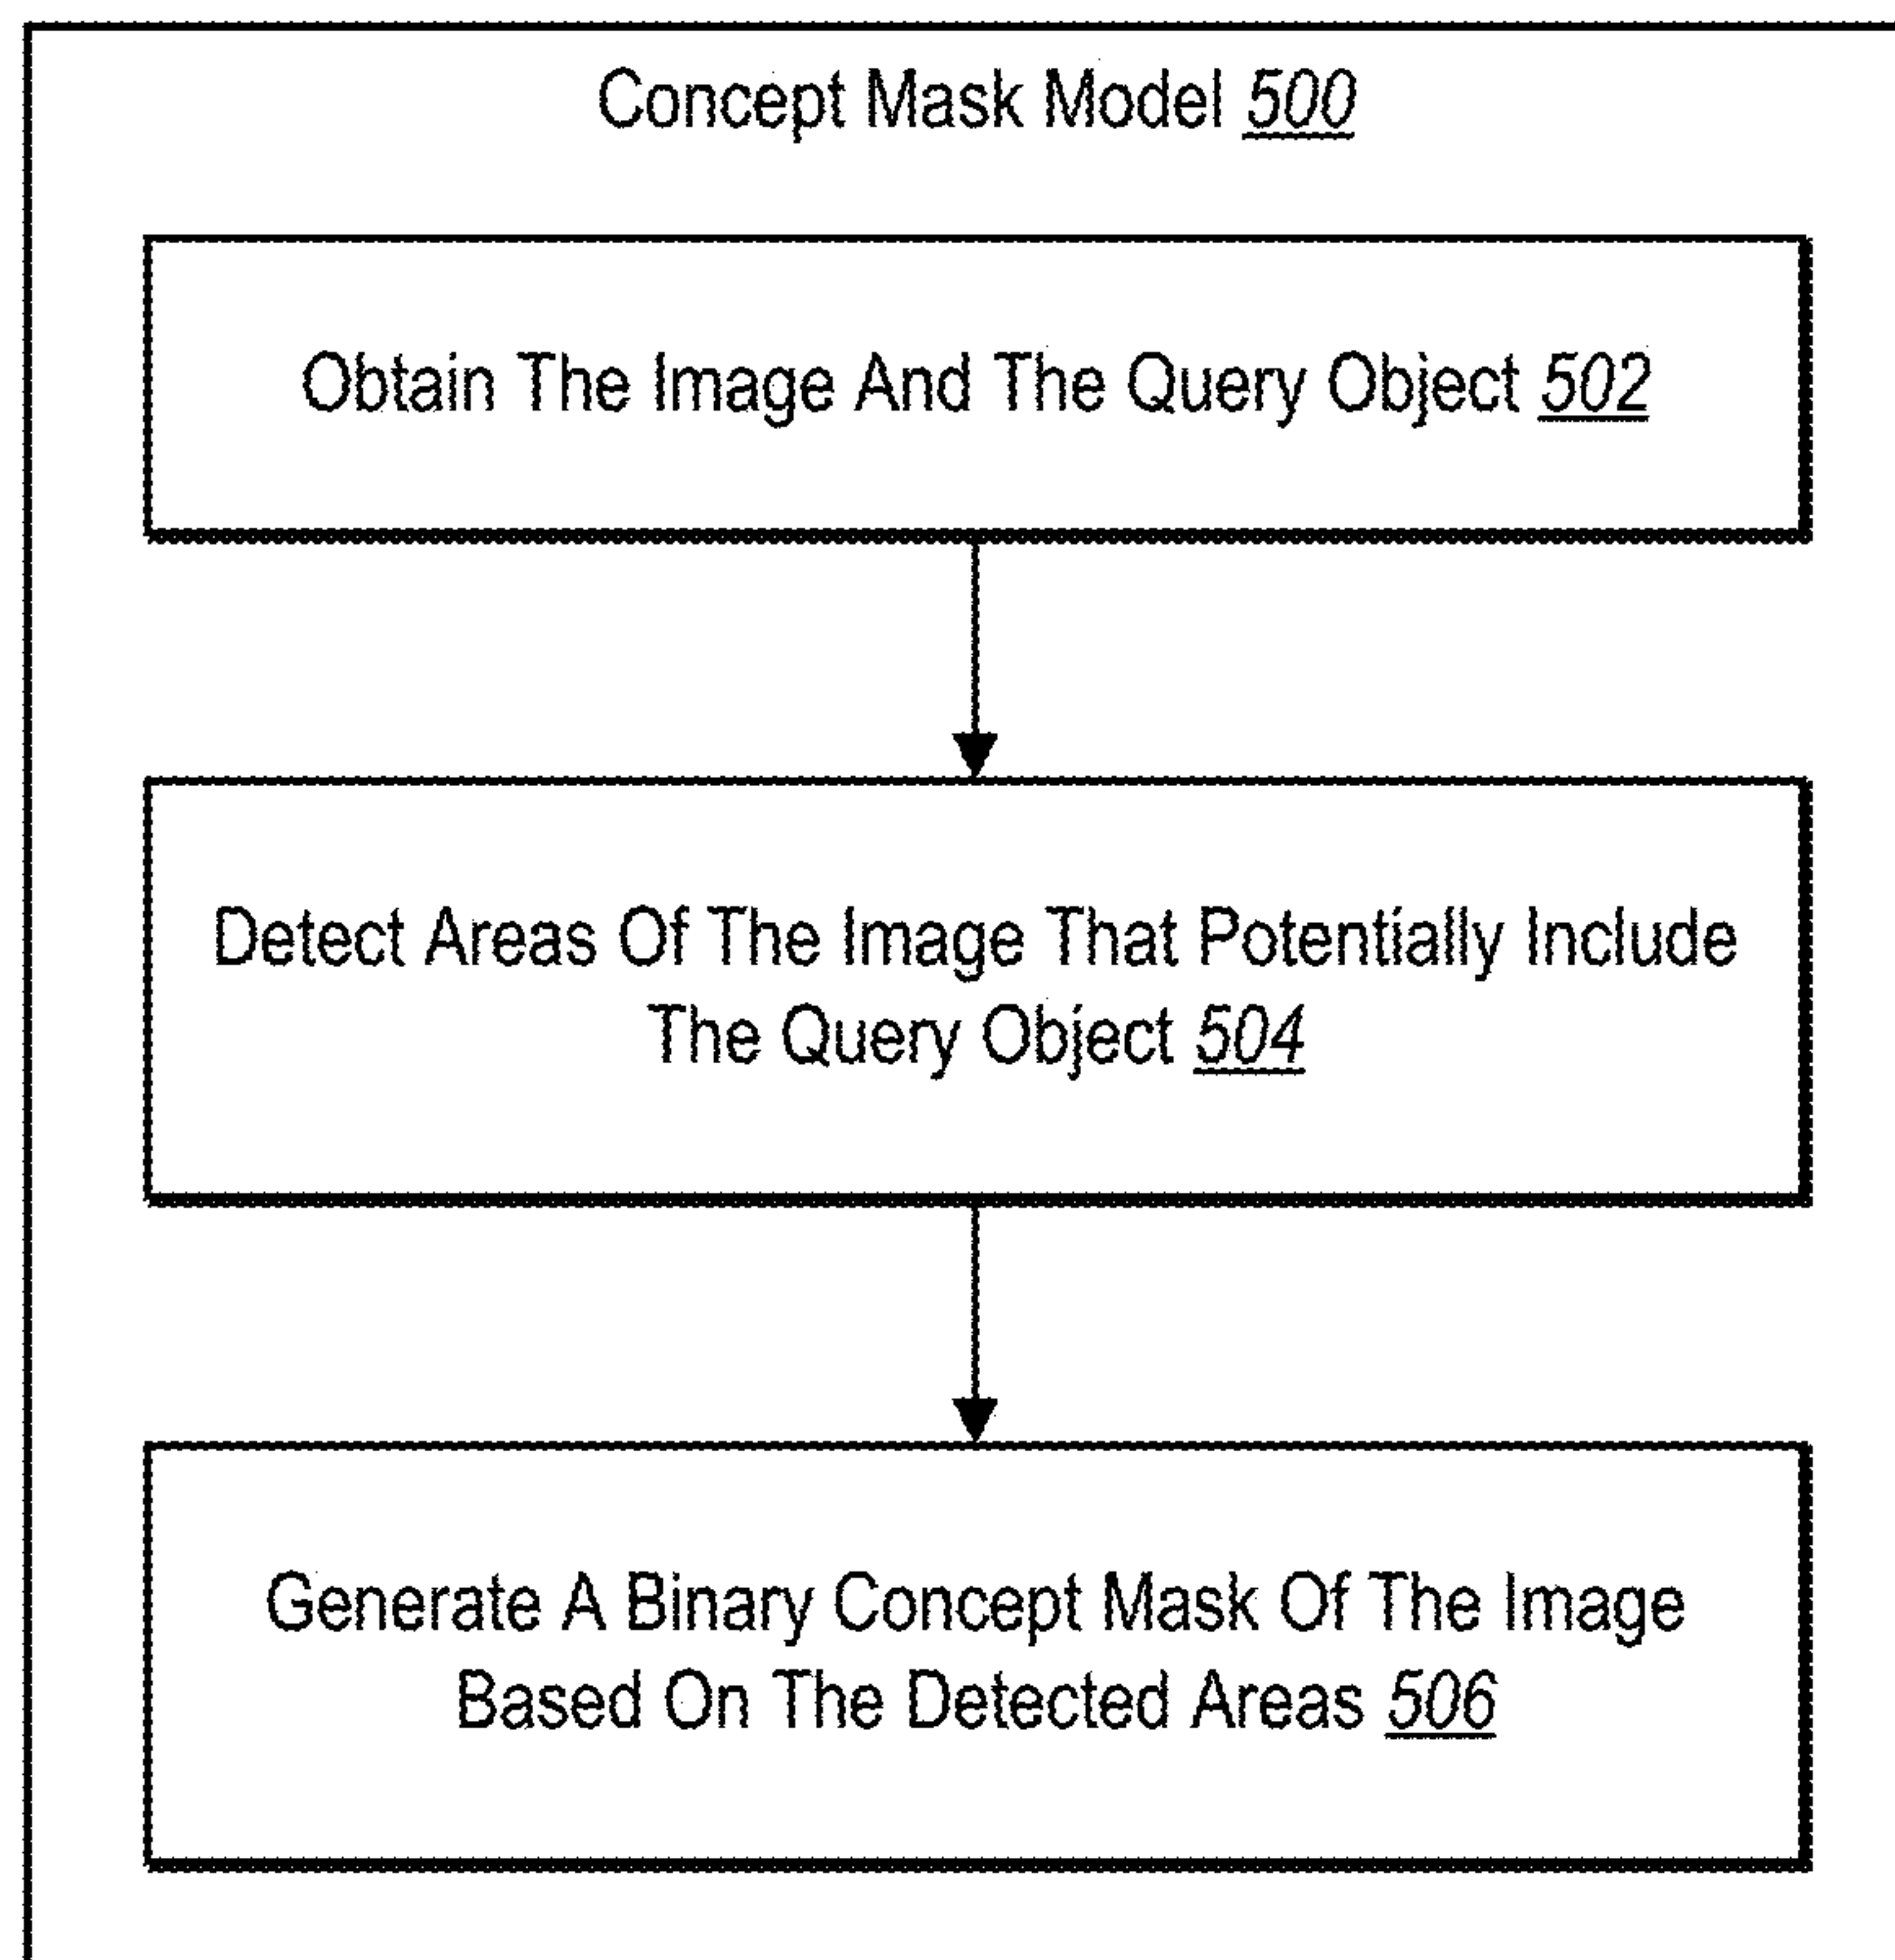 Concept Mask Model 500
Obtain The Image And The Query Object 502
Detect Areas Of The Image That Potentially Include
The Query Object 504
Generate A Binary Concept Mask Of The Image
Based On The Detected Areas 506